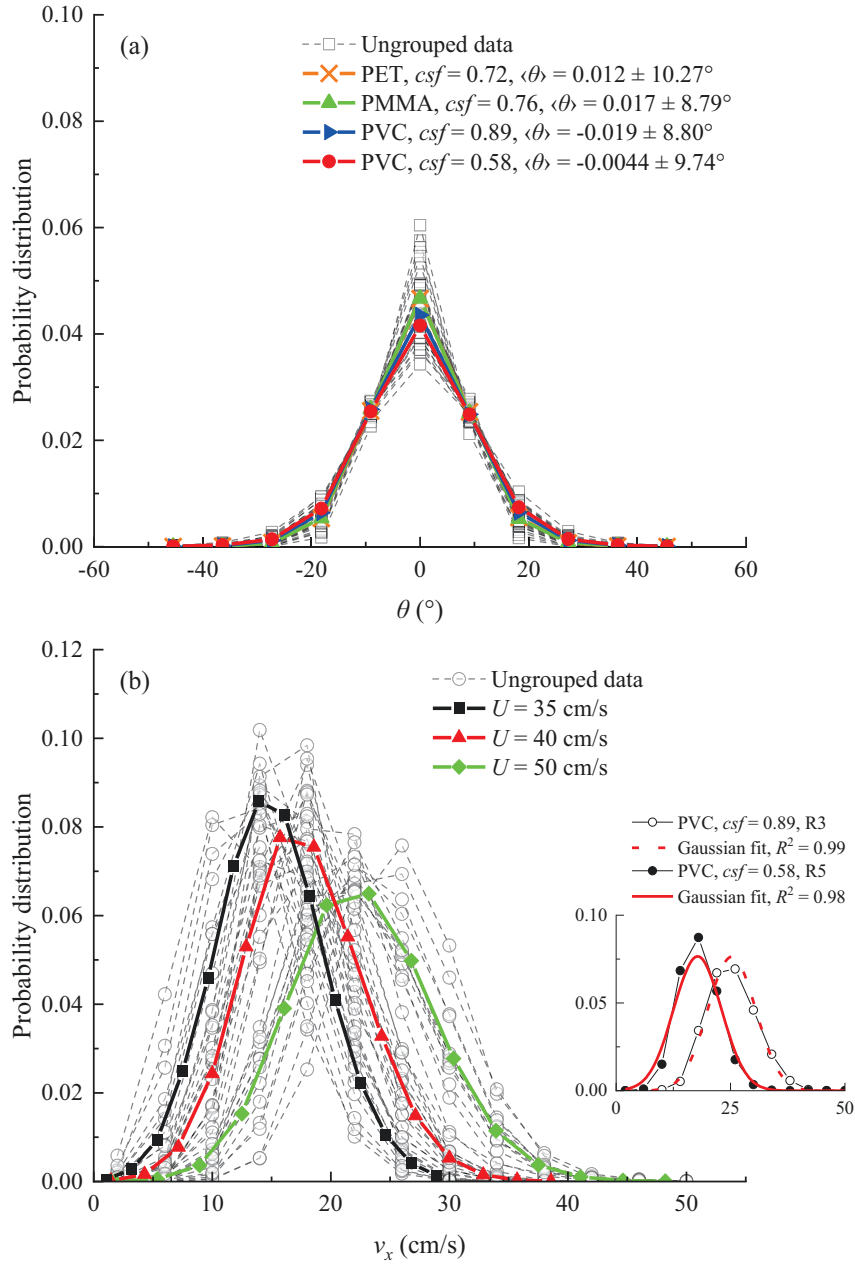 (a)
Ungrouped data
PET, csf = 0.72, ‹θ› = 0.012 ± 10.27°
PMMA, csf = 0.76, ‹θ› = 0.017 ± 8.79°
PVC, csf = 0.89, ‹θ› = -0.019 ± 8.80°
PVC, csf = 0.58, ‹θ› = -0.0044 ± 9.74°
Probability distribution
0.10
0.08
0.06
0.04
0.02
0.00
-60 -40 -20 0 20 40 60
θ (°)
(b)
Ungrouped data
U = 35 cm/s
U = 40 cm/s
U = 50 cm/s
Probability distribution
0.12
0.10
0.08
0.06
0.04
0.02
0.00
0 10 20 30 40 50
v_x (cm/s)
PVC, csf = 0.89, R3
Gaussian fit, R² = 0.99
PVC, csf = 0.58, R5
Gaussian fit, R² = 0.98
0.10
0.05
0.00
0 25 50